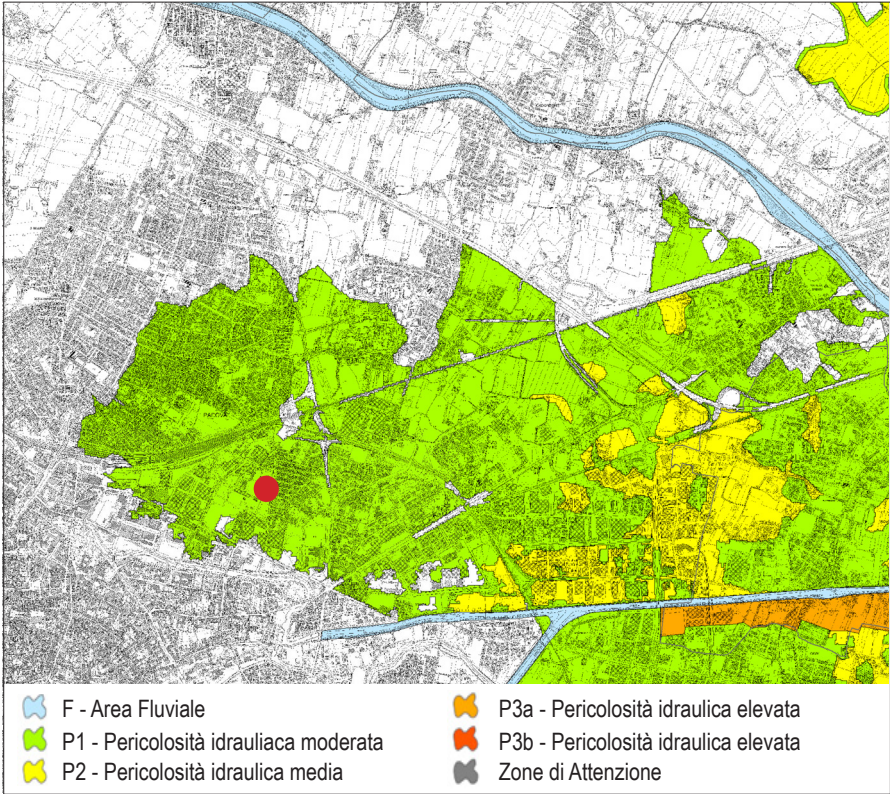 PADOVA
F - Area Fluviale
P1 - Pericolosità idrauliaca moderata
P2 - Pericolosità idraulica media
P3a - Pericolosità idraulica elevata
P3b - Pericolosità idraulica elevata
Zone di Attenzione